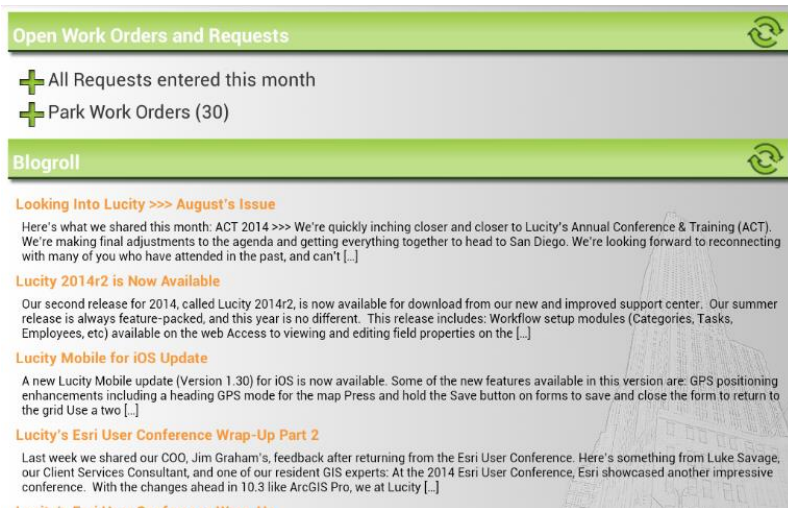 Open Work Orders and Requests
All Requests entered this month
Park Work Orders (30)
Blogroll
Looking Into Lucity >>> August's Issue
Here's what we shared this month: ACT 2014 >>> We're quickly inching closer and closer to Lucity's Annual Conference & Training (ACT).
We're making final adjustments to the agenda and getting everything together to head to San Diego. We're looking forward to reconnecting
with many of you who have attended in the past, and can't [...]
Lucity 2014r2 is Now Available
Our second release for 2014, called Lucity 2014r2, is now available for download from our new and improved support center.  Our summer
release is always feature-packed, and this year is no different.  This release includes: Workflow setup modules (Categories, Tasks,
Employees, etc) available on the web Access to viewing and editing field properties on the [...]
Lucity Mobile for iOS Update
A new Lucity Mobile update (Version 1.30) for iOS is now available. Some of the new features available in this version are: GPS positioning
enhancements including a heading GPS mode for the map Press and hold the Save button on forms to save and close the form to return to
the grid Use a two [...]
Lucity's Esri User Conference Wrap-Up Part 2
Last week we shared our COO, Jim Graham's, feedback after returning from the Esri User Conference. Here's something from Luke Savage,
our Client Services Consultant, and one of our resident GIS experts: At the 2014 Esri User Conference, Esri showcased another impressive
conference.  With the changes ahead in 10.3 like ArcGIS Pro, we at Lucity [...]